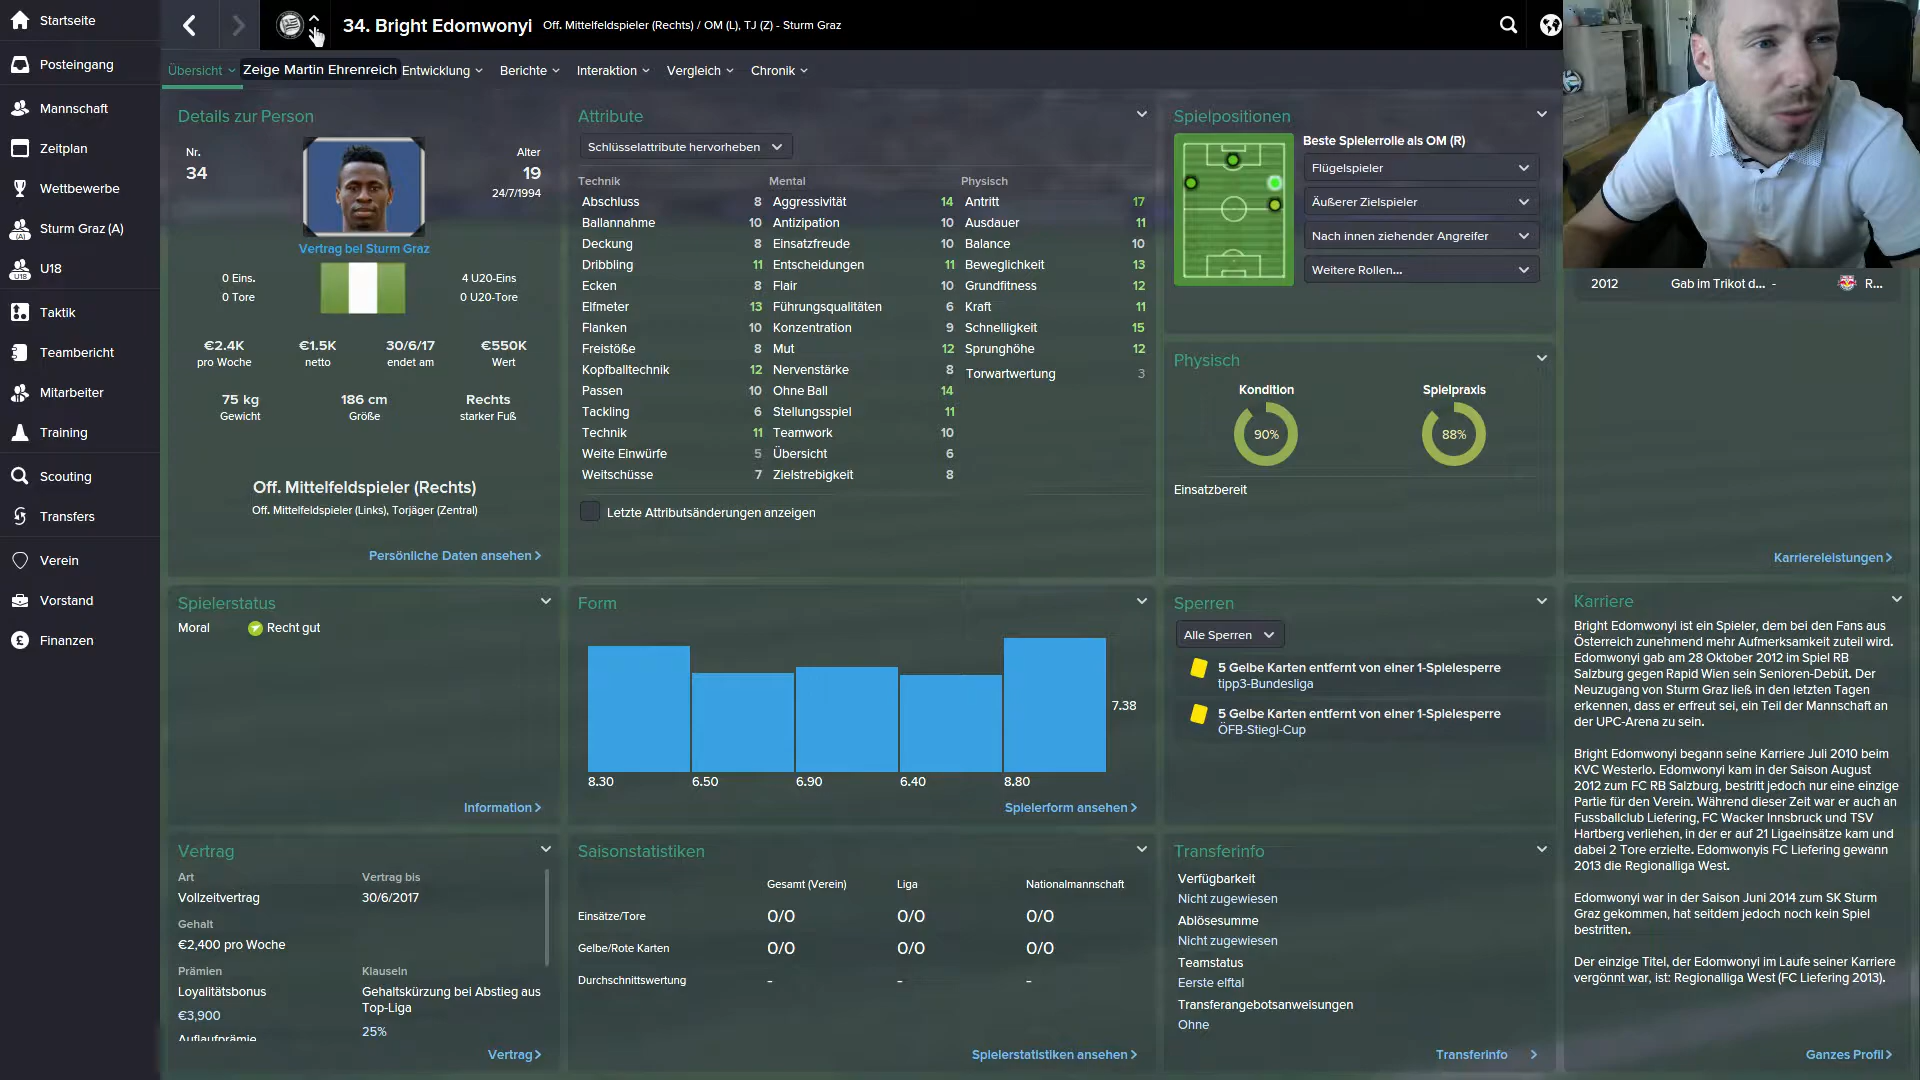 Startseite
Posteingang
Mannschaft
Zeitplan
Wettbewerbe
Sturm Graz (A)
U18
Taktik
Teambericht
Mitarbeiter
Training
Scouting
Transfers
Verein
Vorstand
Finanzen
34. Bright Edomwonyi
Off. Mittelfeldspieler (Rechts) / OM (L), TJ (Z) - Sturm Graz
Übersicht
Zeige Martin Ehrenreich
Entwicklung
Berichte
Interaktion
Vergleich
Chronik
Details zur Person
Nr.
34
Alter
19
24/7/1994
Vertrag bei Sturm Graz
0 Eins.
0 Tore
4 U20-Eins
0 U20-Tore
€2.4K
pro Woche
€1.5K
netto
30/6/17
endet am
€550K
Wert
75 kg
Gewicht
186 cm
Größe
Rechts
starker Fuß
Off. Mittelfeldspieler (Rechts)
Off. Mittelfeldspieler (Links), Torjäger (Zentral)
Persönliche Daten ansehen >
Attribute
Schlüsselattribute hervorheben
Technik Mental Physisch
Abschluss 8 Aggressivität 14 Antritt 17
Ballannahme 10 Antizipation 10 Ausdauer 11
Deckung 8 Einsatzfreude 10 Balance 10
Dribbling 11 Entscheidungen 11 Beweglichkeit 13
Ecken 8 Flair 10 Grundfitness 12
Elfmeter 13 Führungsqualitäten 6 Kraft 11
Flanken 10 Konzentration 9 Schnelligkeit 15
Freistöße 8 Mut 12 Sprunghöhe 12
Kopfballtechnik 12 Nervenstärke 8 Torwartwertung 3
Passen 10 Ohne Ball 14
Tackling 6 Stellungsspiel 11
Technik 11 Teamwork 10
Weite Einwürfe 5 Übersicht 6
Weitschüsse 7 Zielstrebigkeit 8
Letzte Attributsänderungen anzeigen
Spielpositionen
Beste Spielerrolle als OM (R)
Flügelspieler
Äußerer Zielspieler
Nach innen ziehender Angreifer
Weitere Rollen...
Physisch
Kondition
90%
Spielpraxis
88%
Einsatzbereit
2012 Gab im Trikot d... - R...
Karriereleistungen >
Spielerstatus
Moral Recht gut
Information >
Form
7.38
8.30 6.50 6.90 6.40 8.80
Spielerform ansehen >
Sperren
Alle Sperren
5 Gelbe Karten entfernt von einer 1-Spielesperre
tipp3-Bundesliga
5 Gelbe Karten entfernt von einer 1-Spielesperre
ÖFB-Stiegl-Cup
Karriere
Bright Edomwonyi ist ein Spieler, dem bei den Fans aus
Österreich zunehmend mehr Aufmerksamkeit zuteil wird.
Edomwonyi gab am 28 Oktober 2012 im Spiel RB
Salzburg gegen Rapid Wien sein Senioren-Debüt. Der
Neuzugang von Sturm Graz ließ in den letzten Tagen
erkennen, dass er erfreut sei, ein Teil der Mannschaft an
der UPC-Arena zu sein.
Bright Edomwonyi begann seine Karriere Juli 2010 beim
KVC Westerlo. Edomwonyi kam in der Saison August
2012 zum FC RB Salzburg, bestritt jedoch nur eine einzige
Partie für den Verein. Während dieser Zeit war er auch an
Fussballclub Liefering, FC Wacker Innsbruck und TSV
Hartberg verliehen, in der er auf 21 Ligaeinsätze kam und
dabei 2 Tore erzielte. Edomwonyis FC Liefering gewann
2013 die Regionalliga West.
Edomwonyi war in der Saison Juni 2014 zum SK Sturm
Graz gekommen, hat seitdem jedoch noch kein Spiel
bestritten.
Der einzige Titel, der Edomwonyi im Laufe seiner Karriere
vergönnt war, ist: Regionalliga West (FC Liefering 2013).
Ganzes Profil >
Vertrag
Art
Vollzeitvertrag
Vertrag bis
30/6/2017
Gehalt
€2,400 pro Woche
Prämien
Loyalitätsbonus
€3,900
Auflaufprämie
Klauseln
Gehaltskürzung bei Abstieg aus
Top-Liga
25%
Vertrag >
Saisonstatistiken
Gesamt (Verein) Liga Nationalmannschaft
Einsätze/Tore 0/0 0/0 0/0
Gelbe/Rote Karten 0/0 0/0 0/0
Durchschnittswertung - - -
Spielerstatistiken ansehen >
Transferinfo
Verfügbarkeit
Nicht zugewiesen
Ablösesumme
Nicht zugewiesen
Teamstatus
Eerste elftal
Transferangebotsanweisungen
Ohne
Transferinfo >